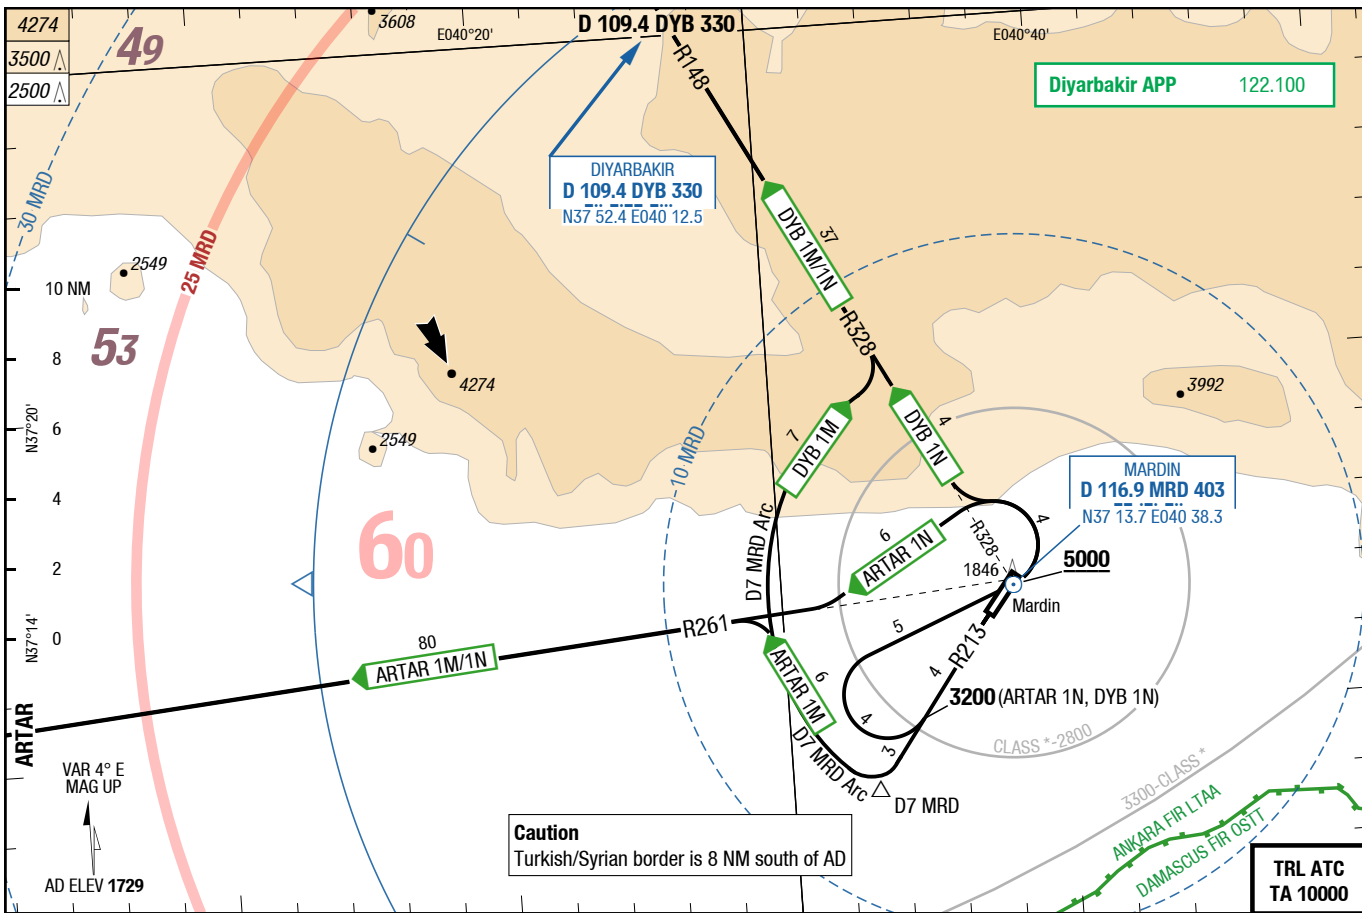 4274
3500
2500
49
3608
E040°20'
D 109.4 DYB 330
E040°40'
R148
Diyarbakir APP 122.100
DIYARBAKIR
D 109.4 DYB 330
N37 52.4 E040 12.5
30 MRD
25 MRD
DYB 1M/1N
37
2549
10 NM
53
R328
8
4274
3992
N37°20'
6
2549
7
DYB 1M
4
DYB 1N
10 MRD
MARDIN
D 116.9 MRD 403
N37 13.7 E040 38.3
4
60
D7 MRD Arc
6
ARTAR 1N
R328
4
2
1846
5000
Mardin
N37°14'
0
R261
5
R213
80
ARTAR 1M/1N
ARTAR 1M
6
4
3200 (ARTAR 1N, DYB 1N)
4
3
CLASS *-2800
ARTAR
D7 MRD Arc
D7 MRD
3300-CLASS *
VAR 4° E
MAG UP
AD ELEV 1729
Caution
Turkish/Syrian border is 8 NM south of AD
ANKARA FIR LTAA
DAMASCUS FIR OSTT
TRL ATC
TA 10000